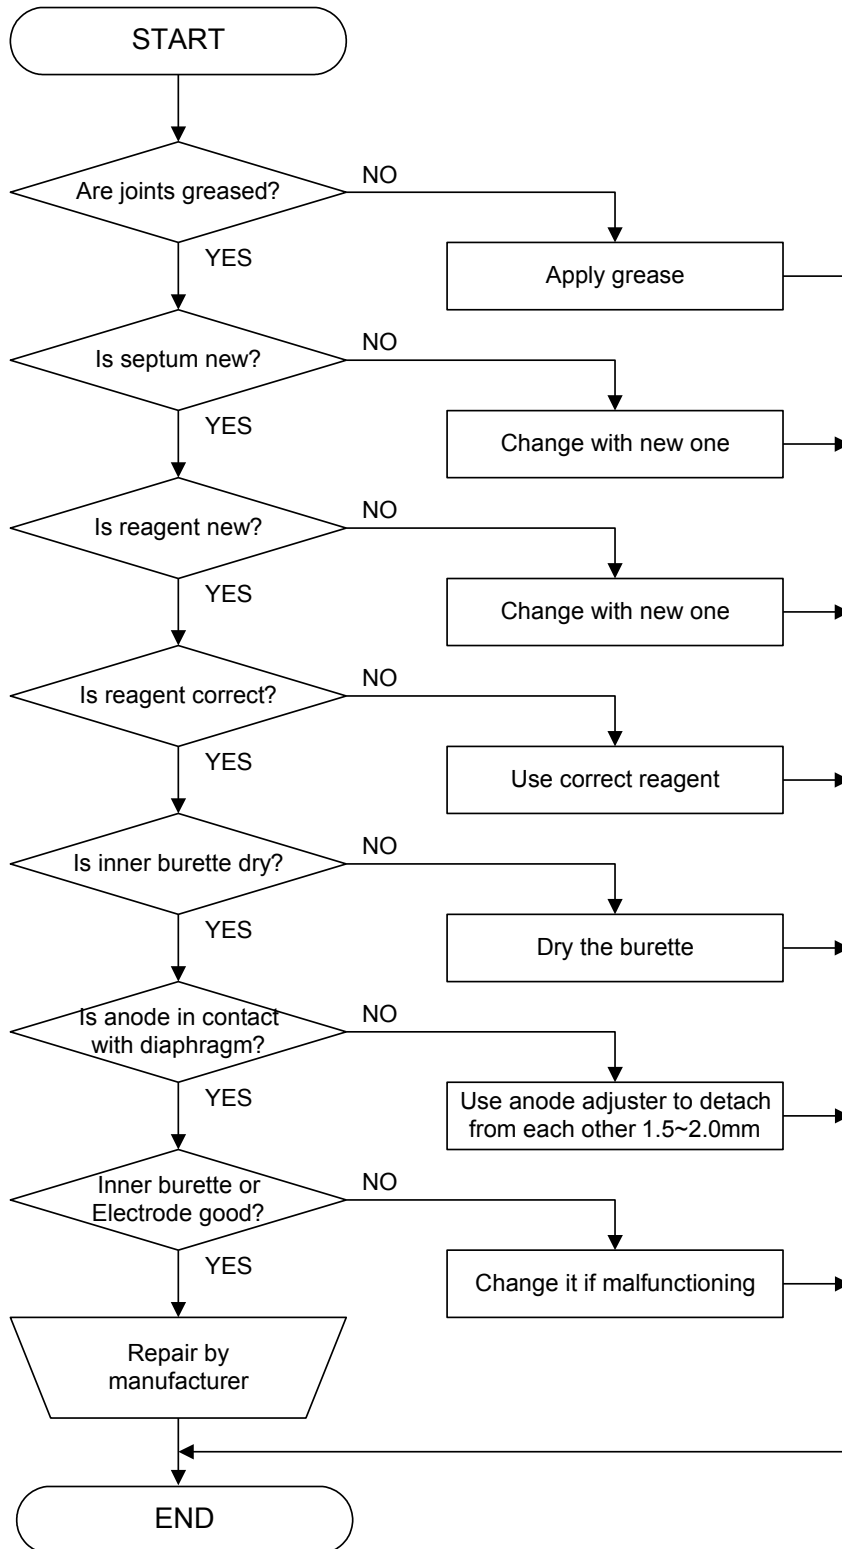 START
Are joints greased?
NO
YES
Apply grease
Is septum new?
NO
YES
Change with new one
Is reagent new?
NO
YES
Change with new one
Is reagent correct?
NO
YES
Use correct reagent
Is inner burette dry?
NO
YES
Dry the burette
Is anode in contact
with diaphragm?
NO
YES
Use anode adjuster to detach
from each other 1.5~2.0mm
Inner burette or
Electrode good?
NO
YES
Change it if malfunctioning
Repair by
manufacturer
END